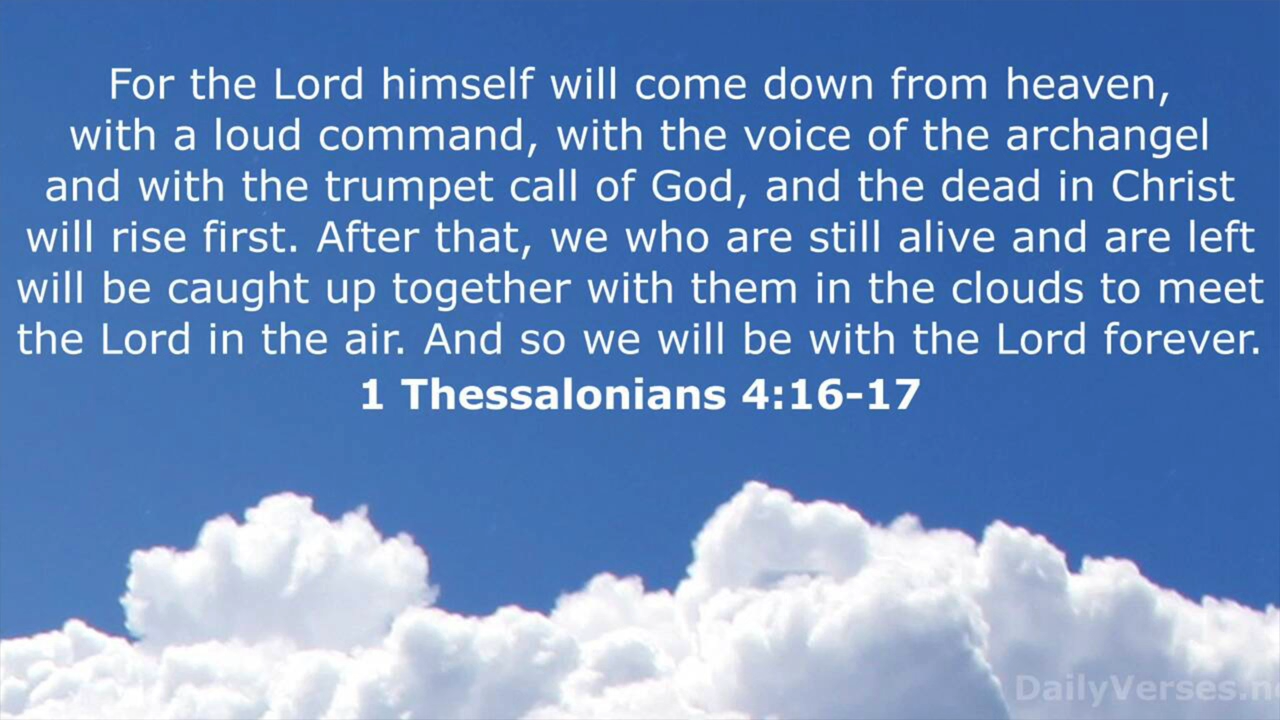 For the Lord himself will come down from heaven,
with a loud command, with the voice of the archangel
and with the trumpet call of God, and the dead in Christ
will rise first. After that, we who are still alive and are left
will be caught up together with them in the clouds to meet
the Lord in the air. And so we will be with the Lord forever.
1 Thessalonians 4:16-17
DailyVerses.n